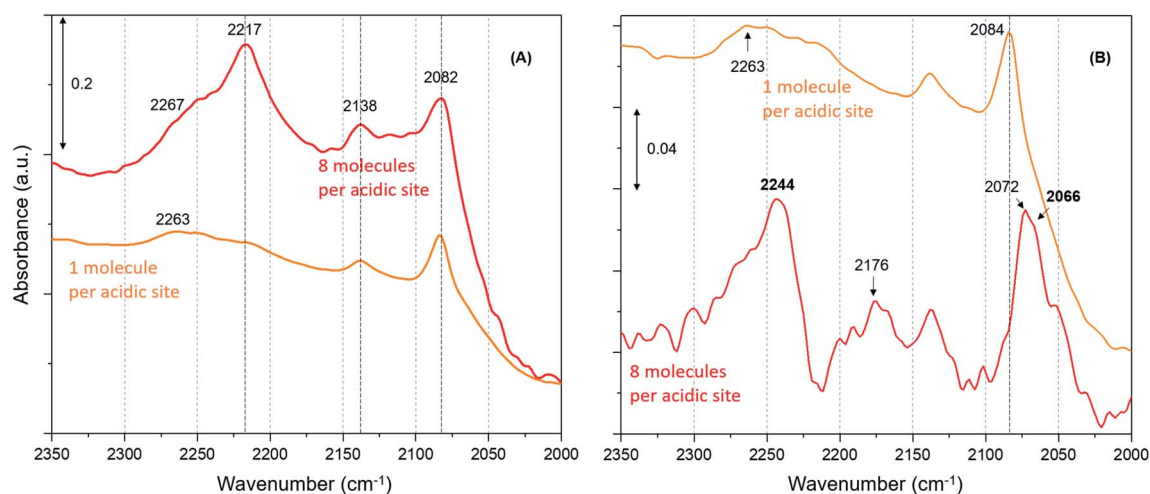 2217
(A)
2267
0.2
2138
2082
8 molecules
per acidic site
2263
1 molecule
per acidic site
Absorbance (a.u.)
2350 2300 2250 2200 2150 2100 2050 2000
Wavenumber (cm-1)
2084
(B)
2263
1 molecule
per acidic site
0.04
2244
2072
2066
2176
8 molecules
per acidic site
2350 2300 2250 2200 2150 2100 2050 2000
Wavenumber (cm-1)